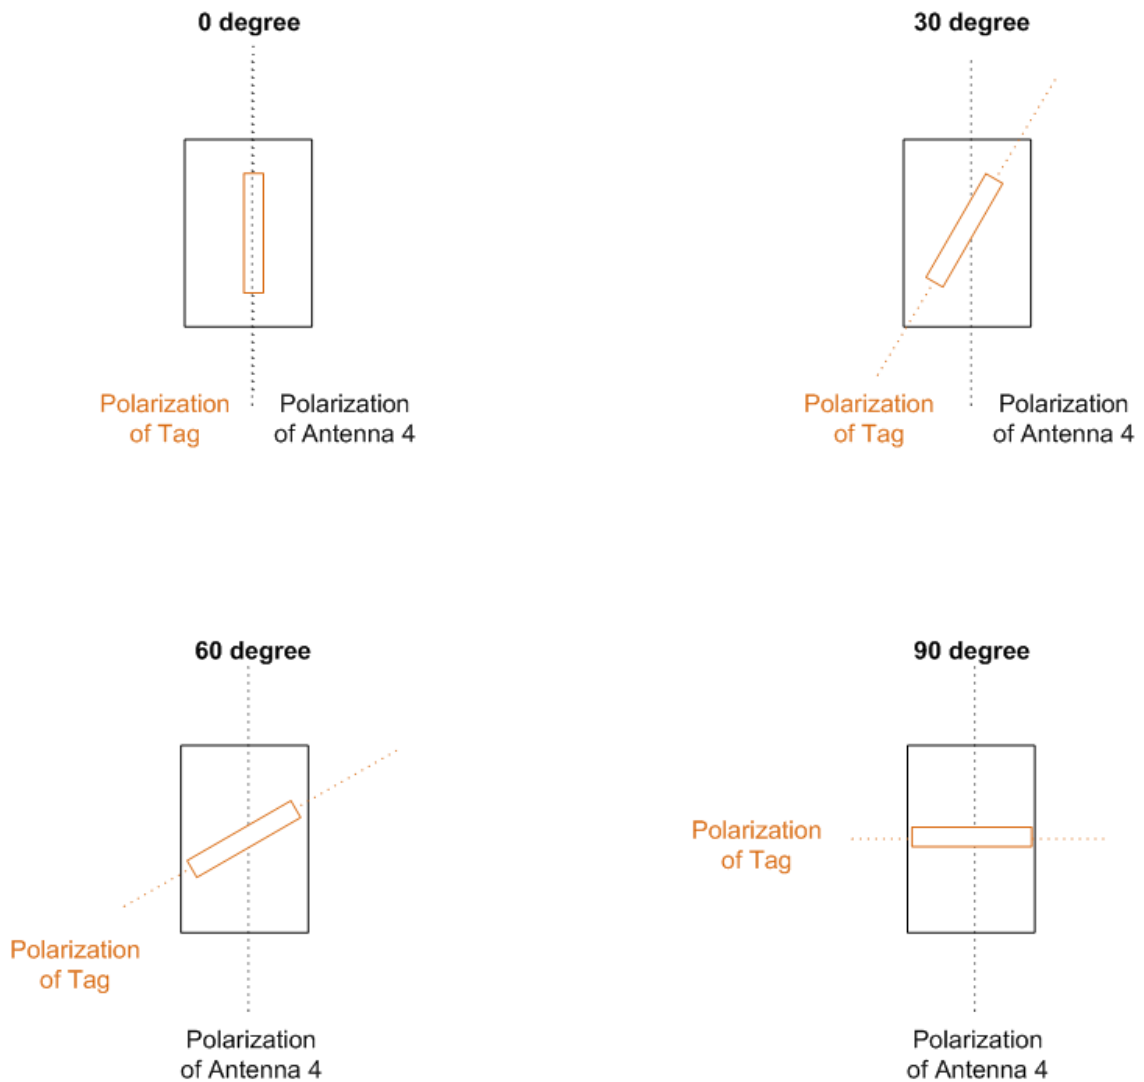 0 degree
Polarization
of Tag
Polarization
of Antenna 4
30 degree
Polarization
of Tag
Polarization
of Antenna 4
60 degree
Polarization
of Tag
Polarization
of Antenna 4
90 degree
Polarization
of Tag
Polarization
of Antenna 4